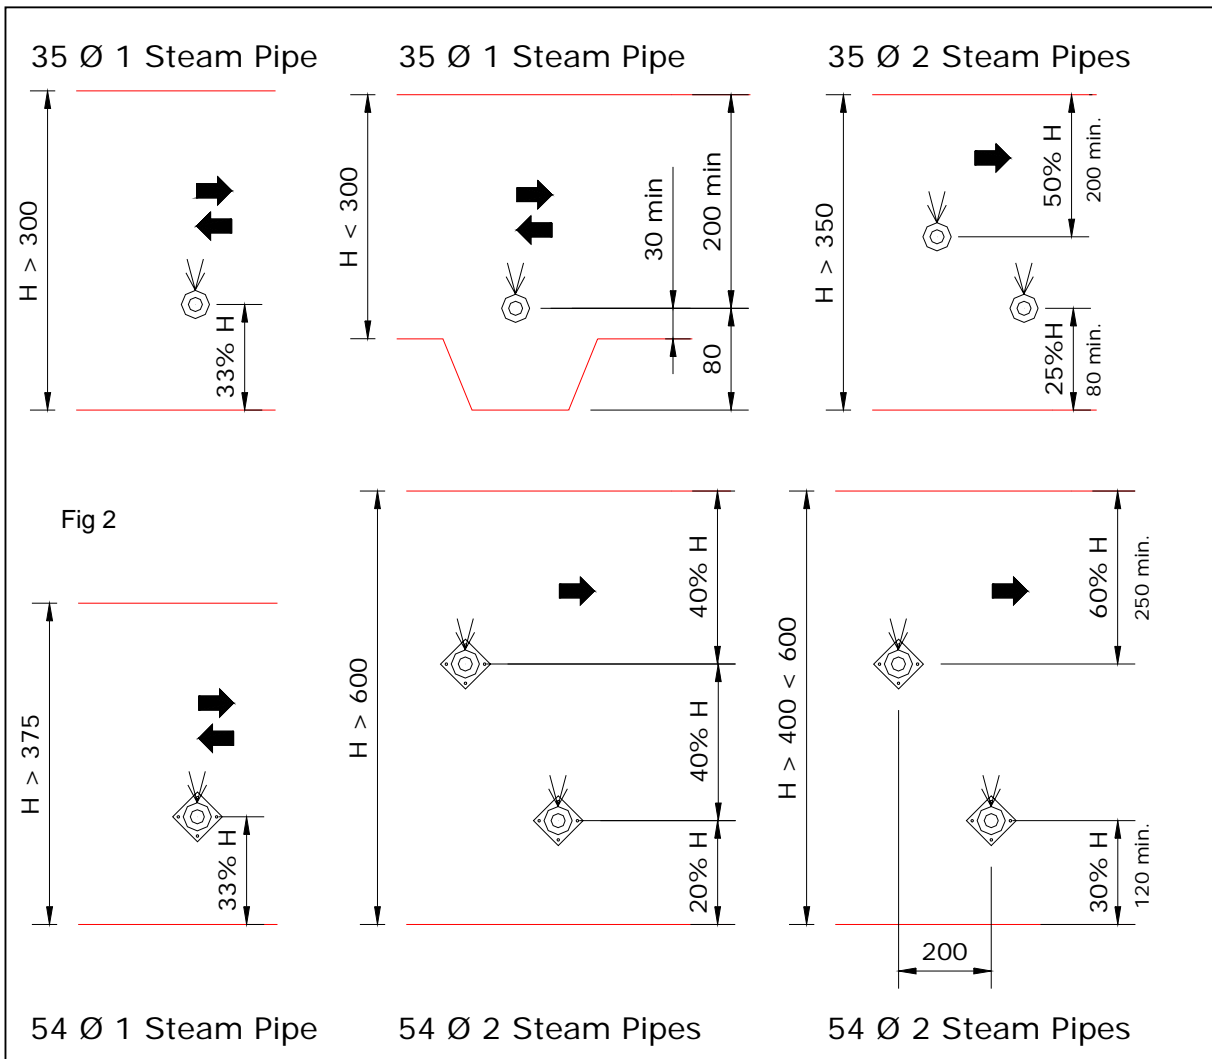 35 Ø 1 Steam Pipe
35 Ø 1 Steam Pipe
35 Ø 2 Steam Pipes
H > 300
33% H
H < 300
30 min
200 min
80
H > 350
50% H
200 min.
25%H
80 min.
Fig 2
H > 375
33% H
H > 600
40% H
40% H
20% H
H > 400 < 600
60% H
250 min.
30% H
120 min.
200
54 Ø 1 Steam Pipe
54 Ø 2 Steam Pipes
54 Ø 2 Steam Pipes